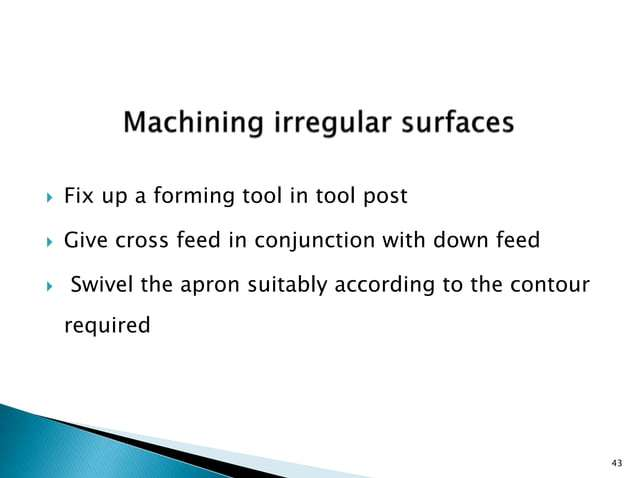 Machining irregular surfaces
Fix up a forming tool in tool post
Give cross feed in conjunction with down feed
Swivel the apron suitably according to the contour
required
43